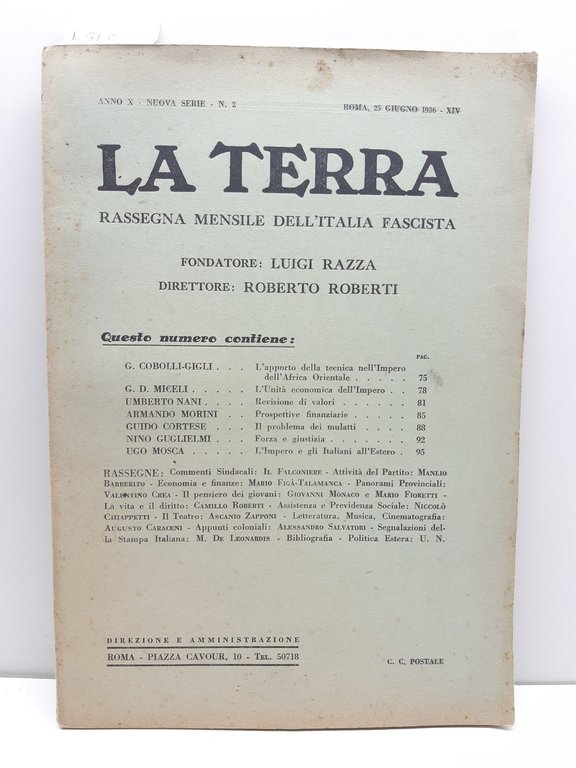 ANNO X - NUOVA SERIE - N. 2 ROMA, 25 GIUGNO 1936 - XIV
LA TERRA
RASSEGNA MENSILE DELL'ITALIA FASCISTA
FONDATORE: LUIGI RAZZA
DIRETTORE: ROBERTO ROBERTI
Questo numero contiene:
PAG.
G. COBOLLI-GIGLI . . . L'apporto della tecnica nell'Impero
dell'Africa Orientale . . . . . 75
G. D. MICELI . . . . . L'Unità economica dell'Impero . . 78
UMBERTO NANI . . . . Revisione di valori . . . . . . 81
ARMANDO MORINI . . . Prospettive finanziarie . . . . . 85
GUIDO CORTESE . . . Il problema dei mulatti . . . . . 88
NINO GUGLIELMI . . . Forza e giustizia . . . . . . . 92
UGO MOSCA . . . . . L'Impero e gli Italiani all'Estero . 95
RASSEGNE: Commenti Sindacali: IL FALCONIERE - Attività del Partito: MANLIO
BARBERITO - Economia e finanze: MARIO FIGÀ-TALAMANCA - Panorami Provinciali:
VALENTINO CREA - Il pensiero dei giovani: GIOVANNI MONACO e MARIO FIORETTI -
La vita e il diritto: CAMILLO ROBERTI - Assistenza e Previdenza Sociale: NICCOLÒ
CHIAPPETTI - Il Teatro: ASCANIO ZAPPONI - Letteratura, Musica, Cinematografia:
AUGUSTO CARACENI - Appunti coloniali: ALESSANDRO SALVATORI - Segnalazioni del-
la Stampa Italiana: M. DE LEONARDIS - Bibliografia - Politica Estera: U. N.
DIREZIONE E AMMINISTRAZIONE
ROMA - PIAZZA CAVOUR, 10 - TEL. 50718
C. C. POSTALE